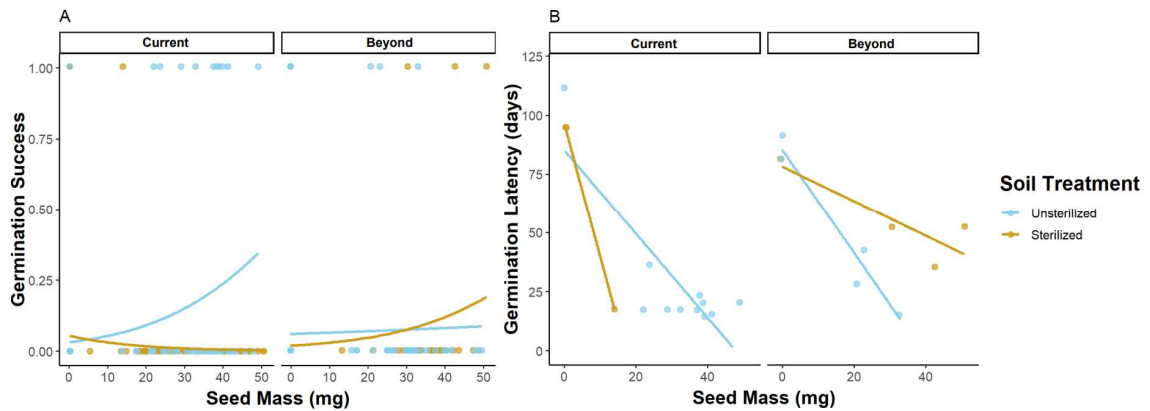 A
B
Current
Beyond
Current
Beyond
Germination Success
1.00
0.75
0.50
0.25
0.00
0 10 20 30 40 50
0 10 20 30 40 50
Seed Mass (mg)
Germination Latency (days)
125
100
75
50
25
0
0 20 40
0 20 40
Seed Mass (mg)
Soil Treatment
Unsterilized
Sterilized